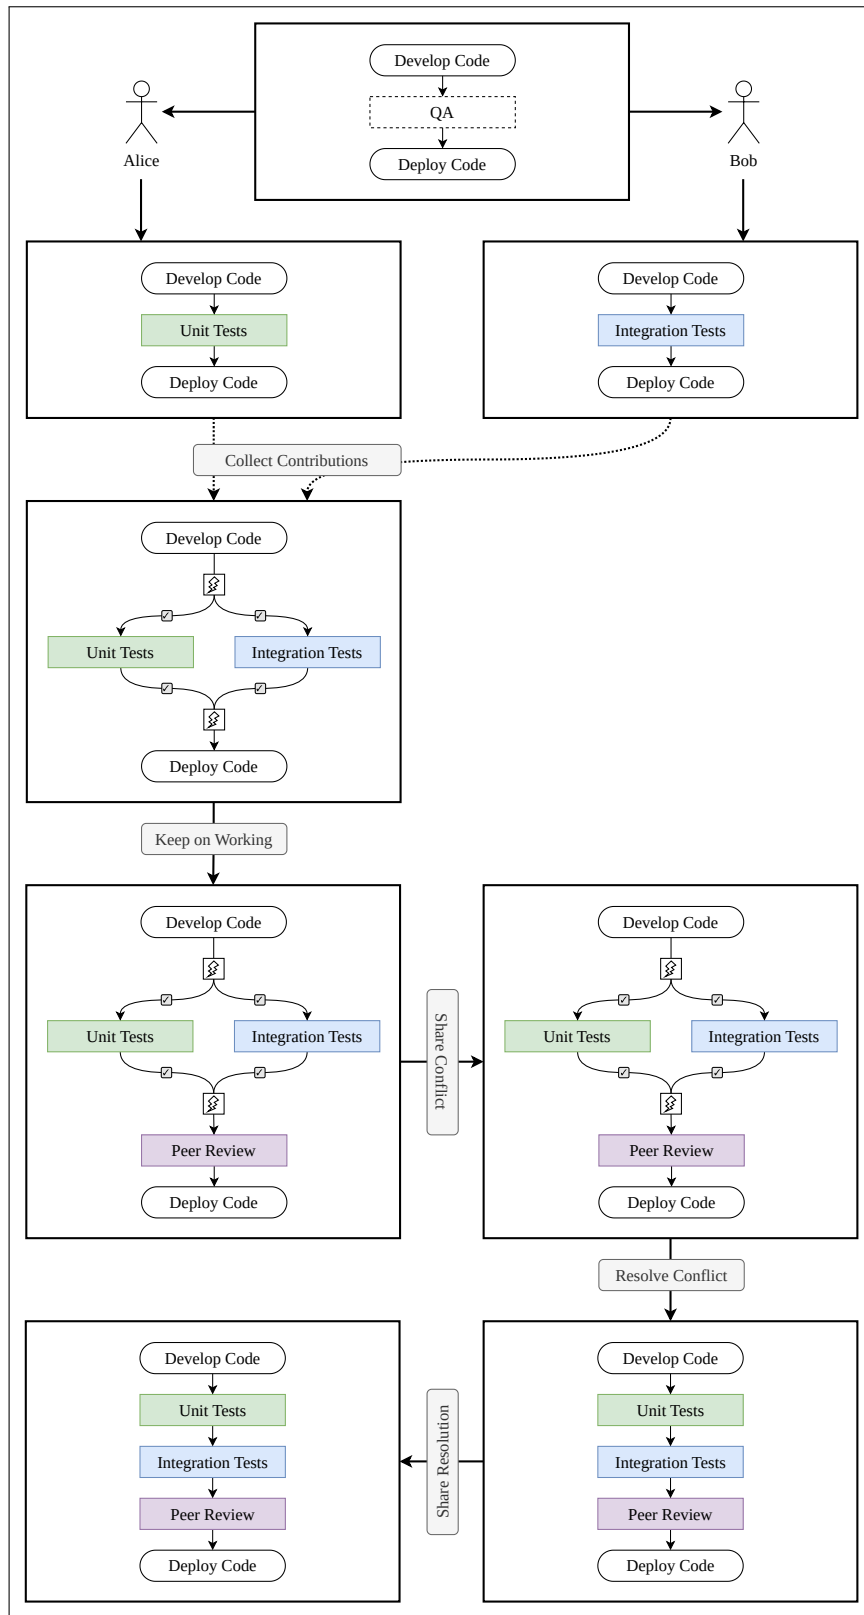 Develop Code
QA
Deploy Code
Alice
Bob
Develop Code
Unit Tests
Deploy Code
Develop Code
Integration Tests
Deploy Code
Collect Contributions
Develop Code
Unit Tests
Integration Tests
Deploy Code
Keep on Working
Develop Code
Unit Tests
Integration Tests
Peer Review
Deploy Code
Share Conflict
Develop Code
Unit Tests
Integration Tests
Peer Review
Deploy Code
Resolve Conflict
Develop Code
Unit Tests
Integration Tests
Peer Review
Deploy Code
Share Resolution
Develop Code
Unit Tests
Integration Tests
Peer Review
Deploy Code